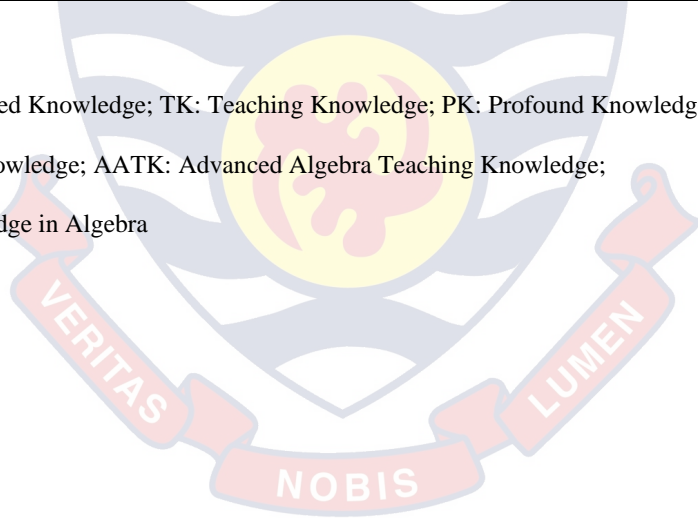 ed Knowledge; TK: Teaching Knowledge; PK: Profound Knowledg
owledge; AATK: Advanced Algebra Teaching Knowledge;
dge in Algebra
VERITAS
NOBIS
LUMEN